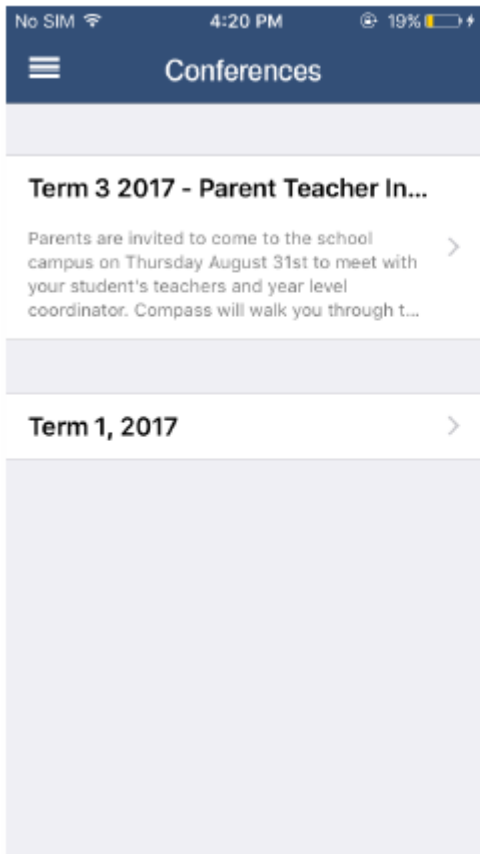 No SIM 4:20 PM 19%
Conferences
Term 3 2017 - Parent Teacher In...
Parents are invited to come to the school
campus on Thursday August 31st to meet with
your student's teachers and year level
coordinator. Compass will walk you through t...
Term 1, 2017